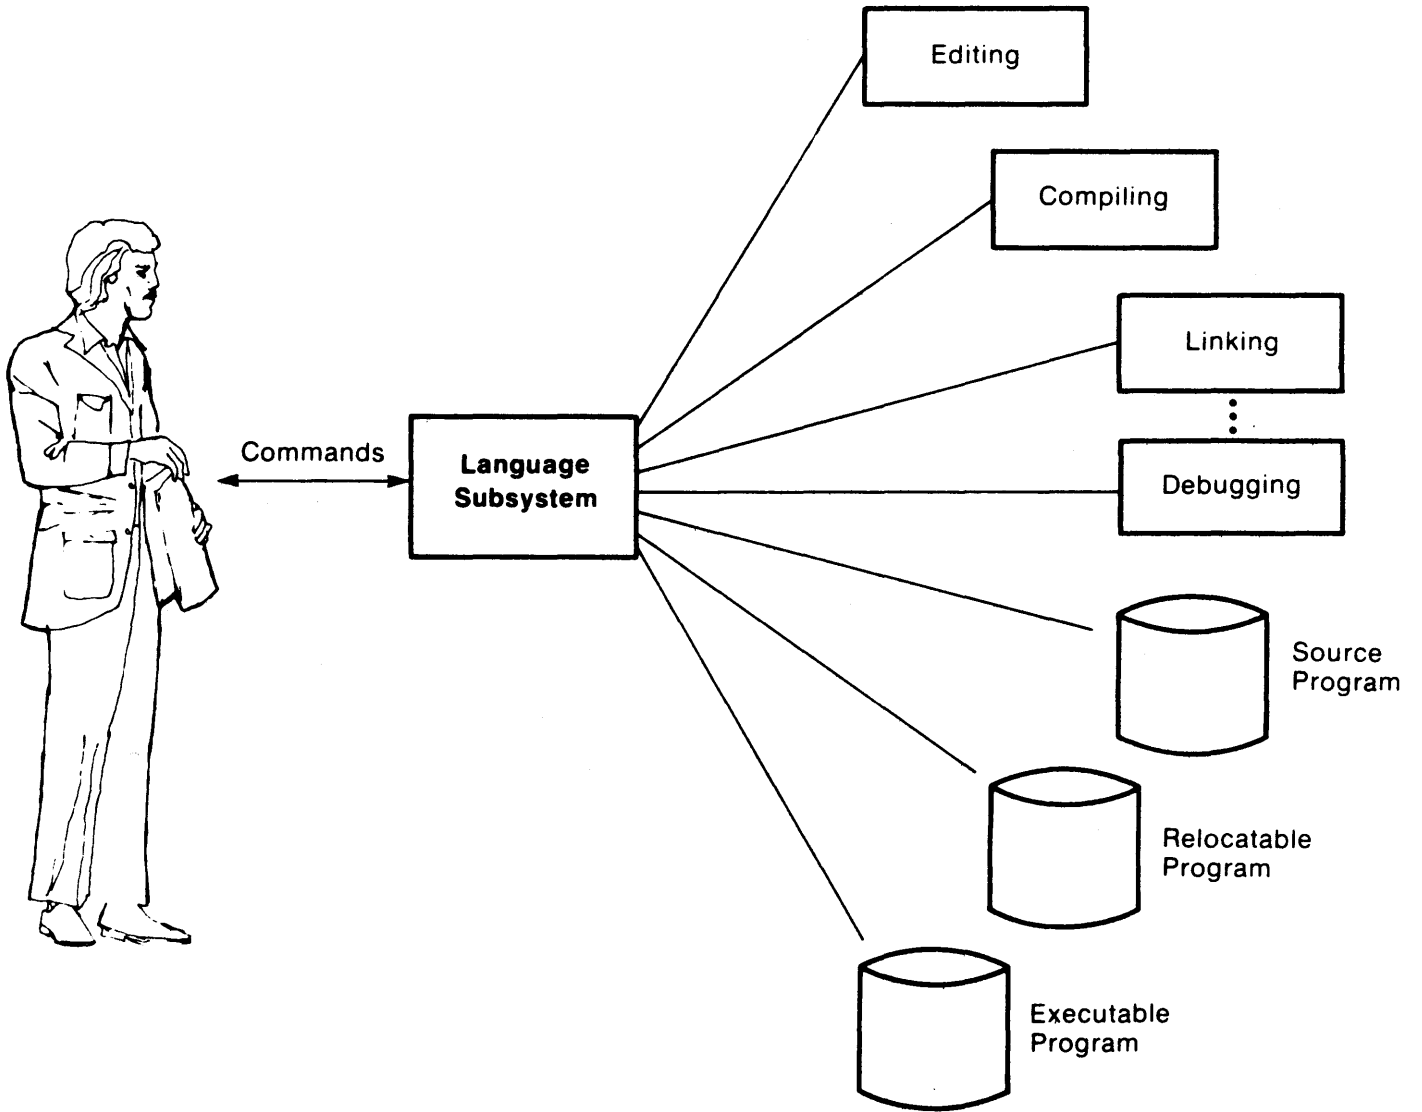 Editing
Compiling
Linking
Debugging
Commands
Language
Subsystem
Source
Program
Relocatable
Program
Executable
Program